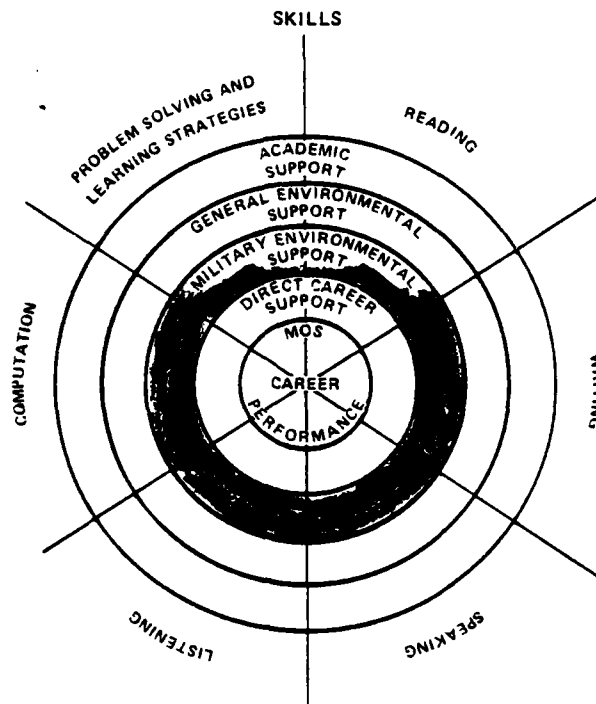 SKILLS
PROBLEM SOLVING AND
LEARNING STRATEGIES
READING
ACADEMIC
SUPPORT
GENERAL ENVIRONMENTAL
SUPPORT
MILITARY ENVIRONMENTAL
SUPPORT
DIRECT CAREER
SUPPORT
MOS
CAREER
PERFORMANCE
COMPUTATION
WRITING
LISTENING
SPEAKING